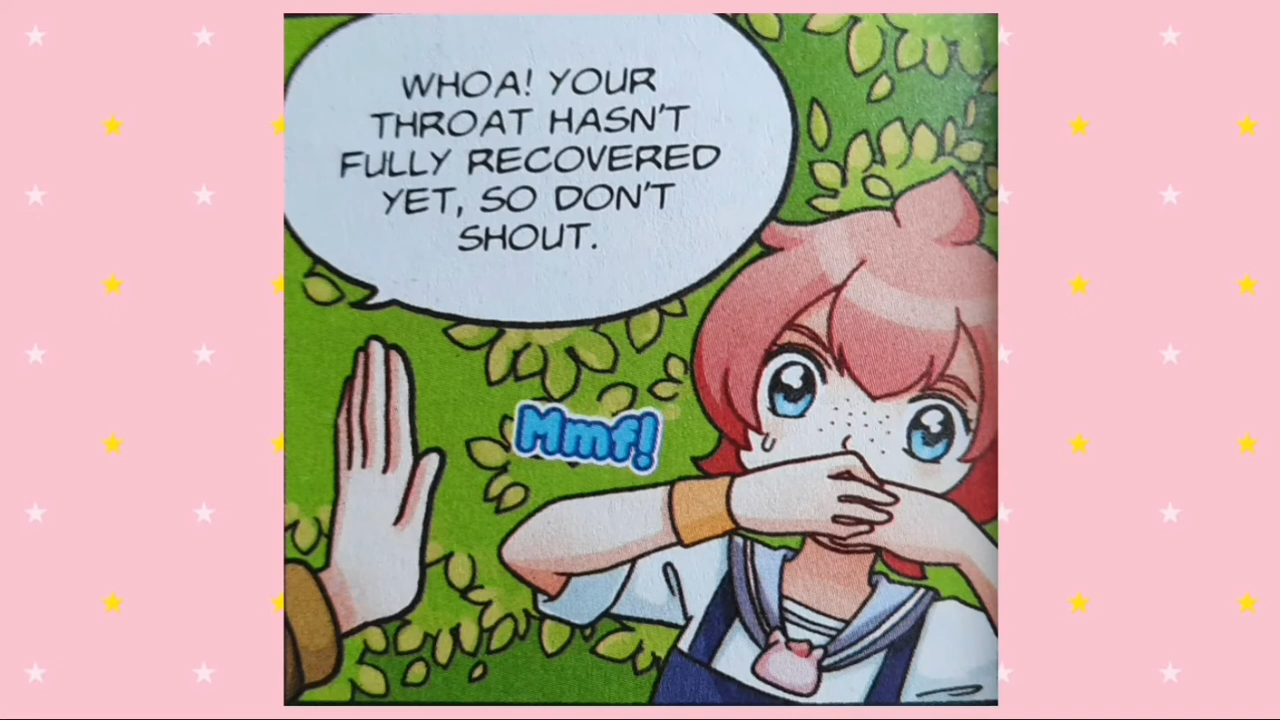 WHOA! YOUR
THROAT HASN'T
FULLY RECOVERED
YET, SO DON'T
SHOUT.
Mmf!